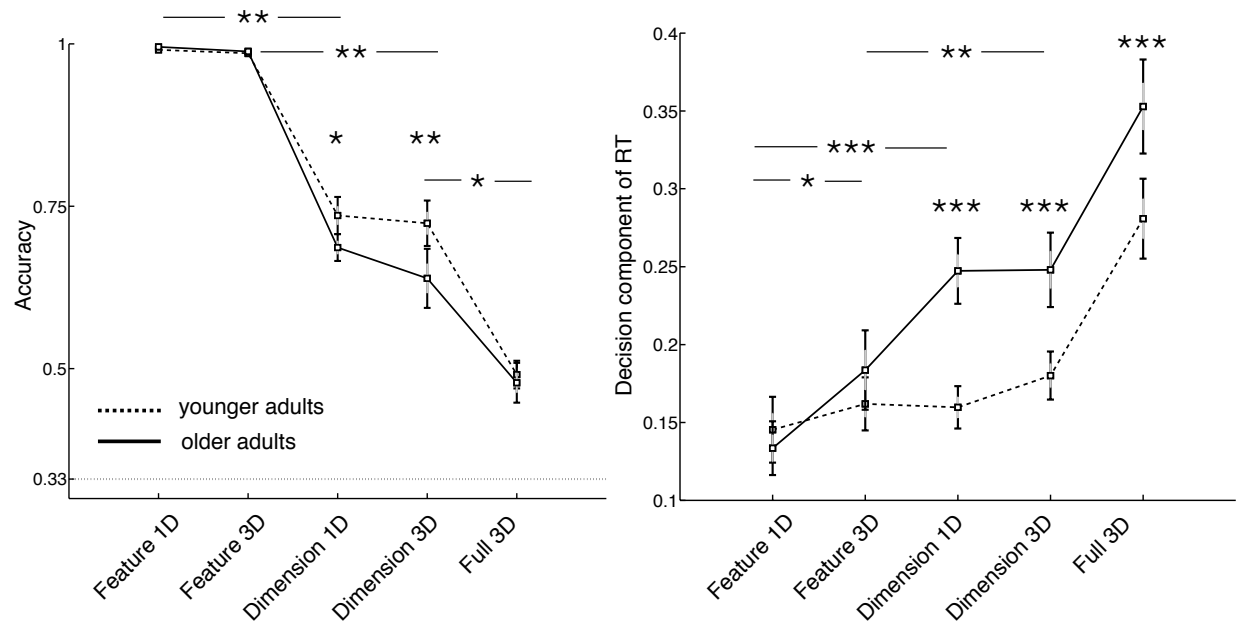 **
1
**
*
**
0.75
*
Accuracy
0.5
younger adults
older adults
0.33
Feature 1D
Feature 3D
Dimension 1D
Dimension 3D
Full 3D
0.4
***
**
0.35
***
0.3
*
***
***
0.25
Decision component of RT
0.2
0.15
0.1
Feature 1D
Feature 3D
Dimension 1D
Dimension 3D
Full 3D